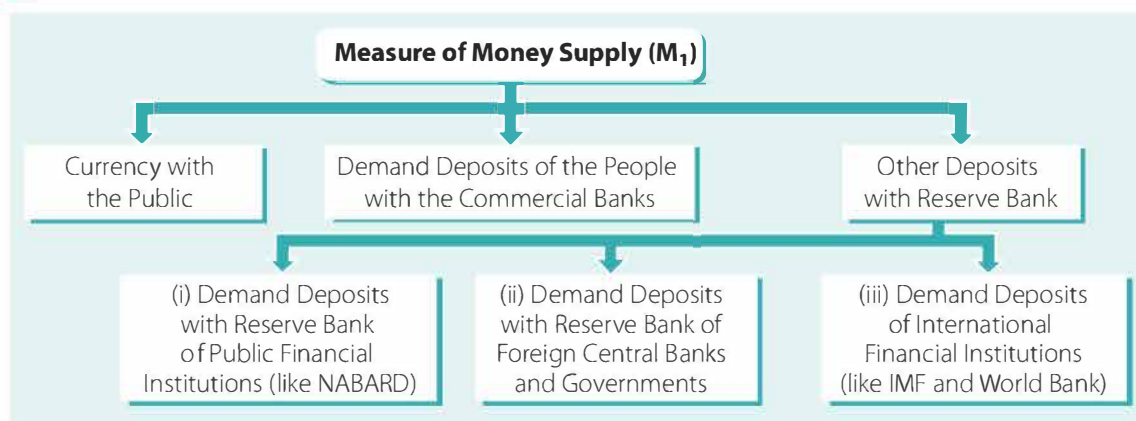 Measure of Money Supply (M₁)
Currency with
the Public
Demand Deposits of the People
with the Commercial Banks
Other Deposits
with Reserve Bank
(i) Demand Deposits
with Reserve Bank
of Public Financial
Institutions (like NABARD)
(ii) Demand Deposits
with Reserve Bank of
Foreign Central Banks
and Governments
(iii) Demand Deposits
of International
Financial Institutions
(like IMF and World Bank)